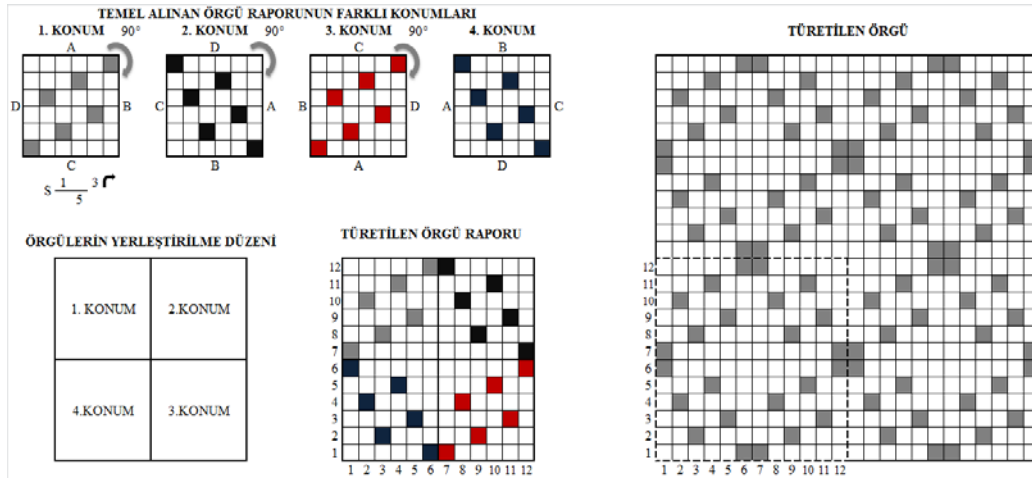 TEMEL ALINAN ÖRGÜ RAPORUNUN FARKLI KONUMLARI
1. KONUM 90° 2. KONUM 90° 3. KONUM 90° 4. KONUM
A D C B
D B C A B D A C
C B A D
S 1 3
5
ÖRGÜLERİN YERLEŞTİRİLME DÜZENİ
1. KONUM 2.KONUM
4.KONUM 3.KONUM
TÜRETİLEN ÖRGÜ RAPORU
12
11
10
9
8
7
6
5
4
3
2
1
1 2 3 4 5 6 7 8 9 10 11 12
TÜRETİLEN ÖRGÜ
12
11
10
9
8
7
6
5
4
3
2
1
1 2 3 4 5 6 7 8 9 10 11 12